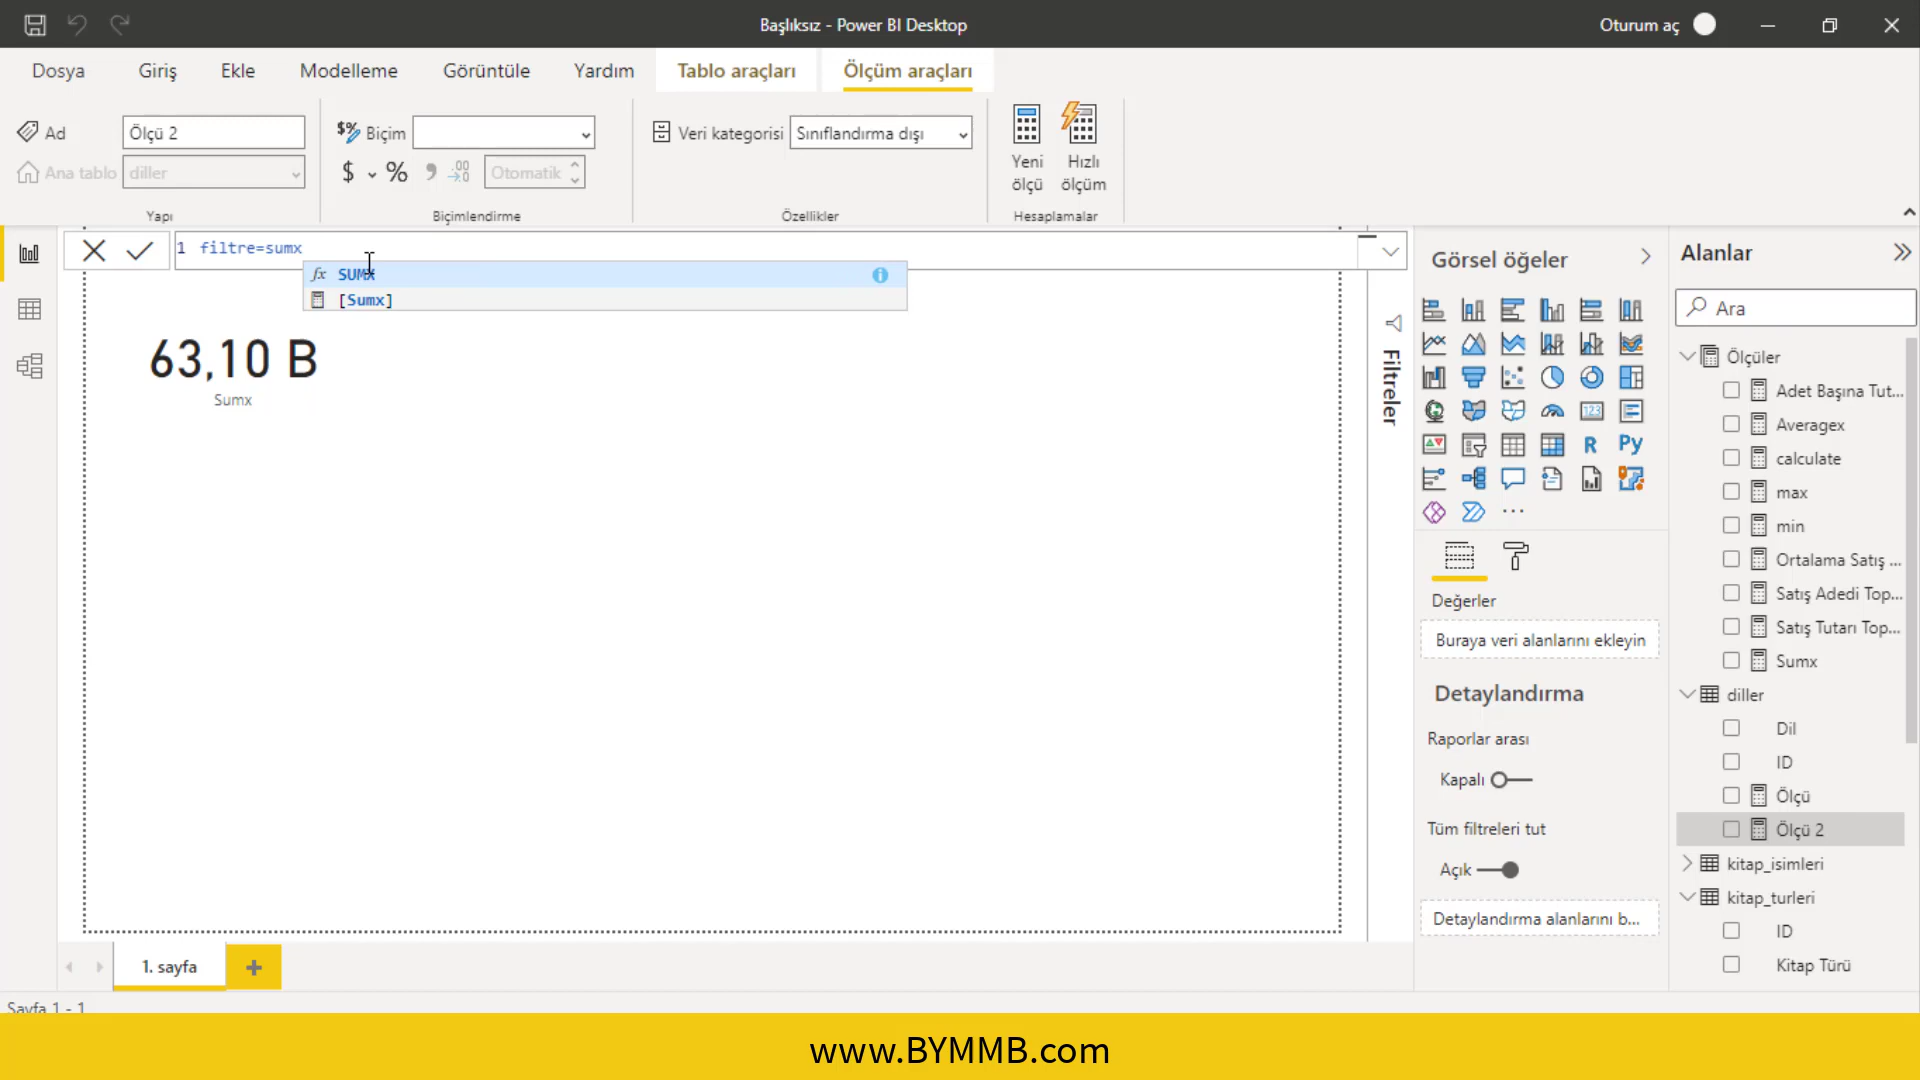 Başlıksız - Power BI Desktop
Oturum aç
Dosya
Giriş
Ekle
Modelleme
Görüntüle
Yardım
Tablo araçları
Ölçüm araçları
Ad
Ölçü 2
Ana tablo
diller
Yapı
$% Biçim
$ % 9 .00 →.0
Otomatik
Biçimlendirme
Veri kategorisi
Sınıflandırma dışı
Özellikler
Yeni ölçü
Hızlı ölçüm
Hesaplamalar
1 filtre=sumx
fx SUMX
[Sumx]
63,10 B
Sumx
Filtreler
Görsel öğeler
123
R
Py
Değerler
Buraya veri alanlarını ekleyin
Detaylandırma
Raporlar arası
Kapalı
Tüm filtreleri tut
Açık
Detaylandırma alanlarını b...
Alanlar
Ara
Ölçüler
Adet Başına Tut...
Averagex
calculate
max
min
Ortalama Satış ...
Satış Adedi Top...
Satış Tutarı Top...
Sumx
diller
Dil
ID
Ölçü
Ölçü 2
kitap_isimleri
kitap_turleri
ID
Kitap Türü
1. sayfa
Sayfa 1 - 1
www.BYMMB.com